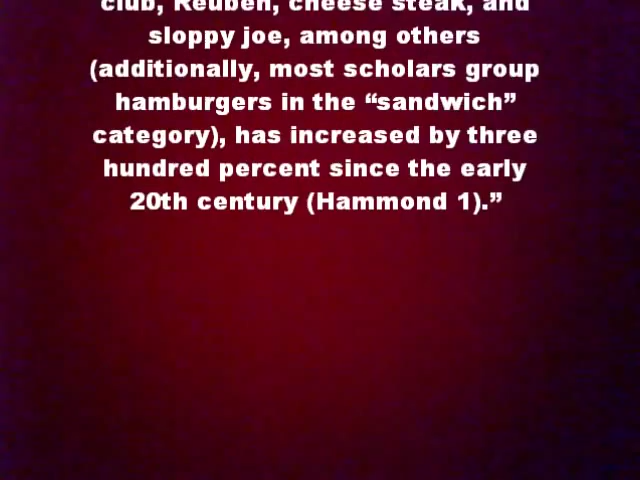 club, Reuben, cheese steak, and
sloppy joe, among others
(additionally, most scholars group
hamburgers in the “sandwich”
category), has increased by three
hundred percent since the early
20th century (Hammond 1).”